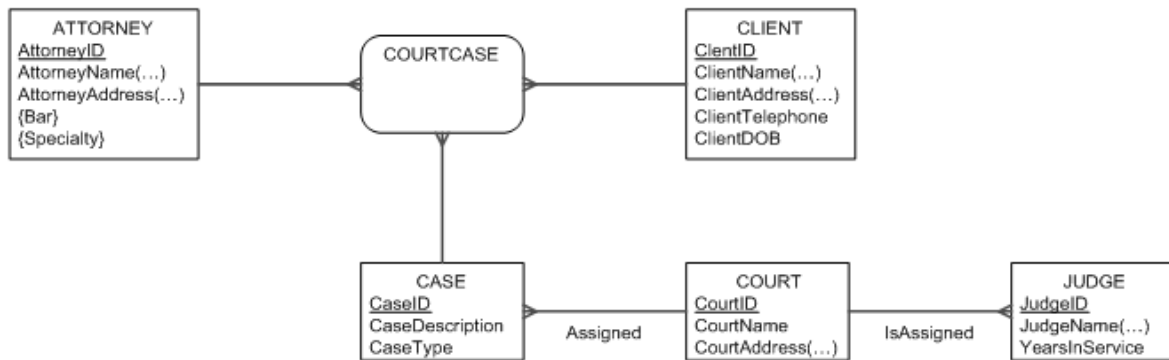 ATTORNEY
AttorneyID
AttorneyName(...)
AttorneyAddress(...)
{Bar}
{Specialty}
COURTCASE
CLIENT
ClentID
ClientName(...)
ClientAddress(...)
ClientTelephone
ClientDOB
CASE
CaseID
CaseDescription
CaseType
Assigned
COURT
CourtID
CourtName
CourtAddress(...)
IsAssigned
JUDGE
JudgeID
JudgeName(...)
YearsInService